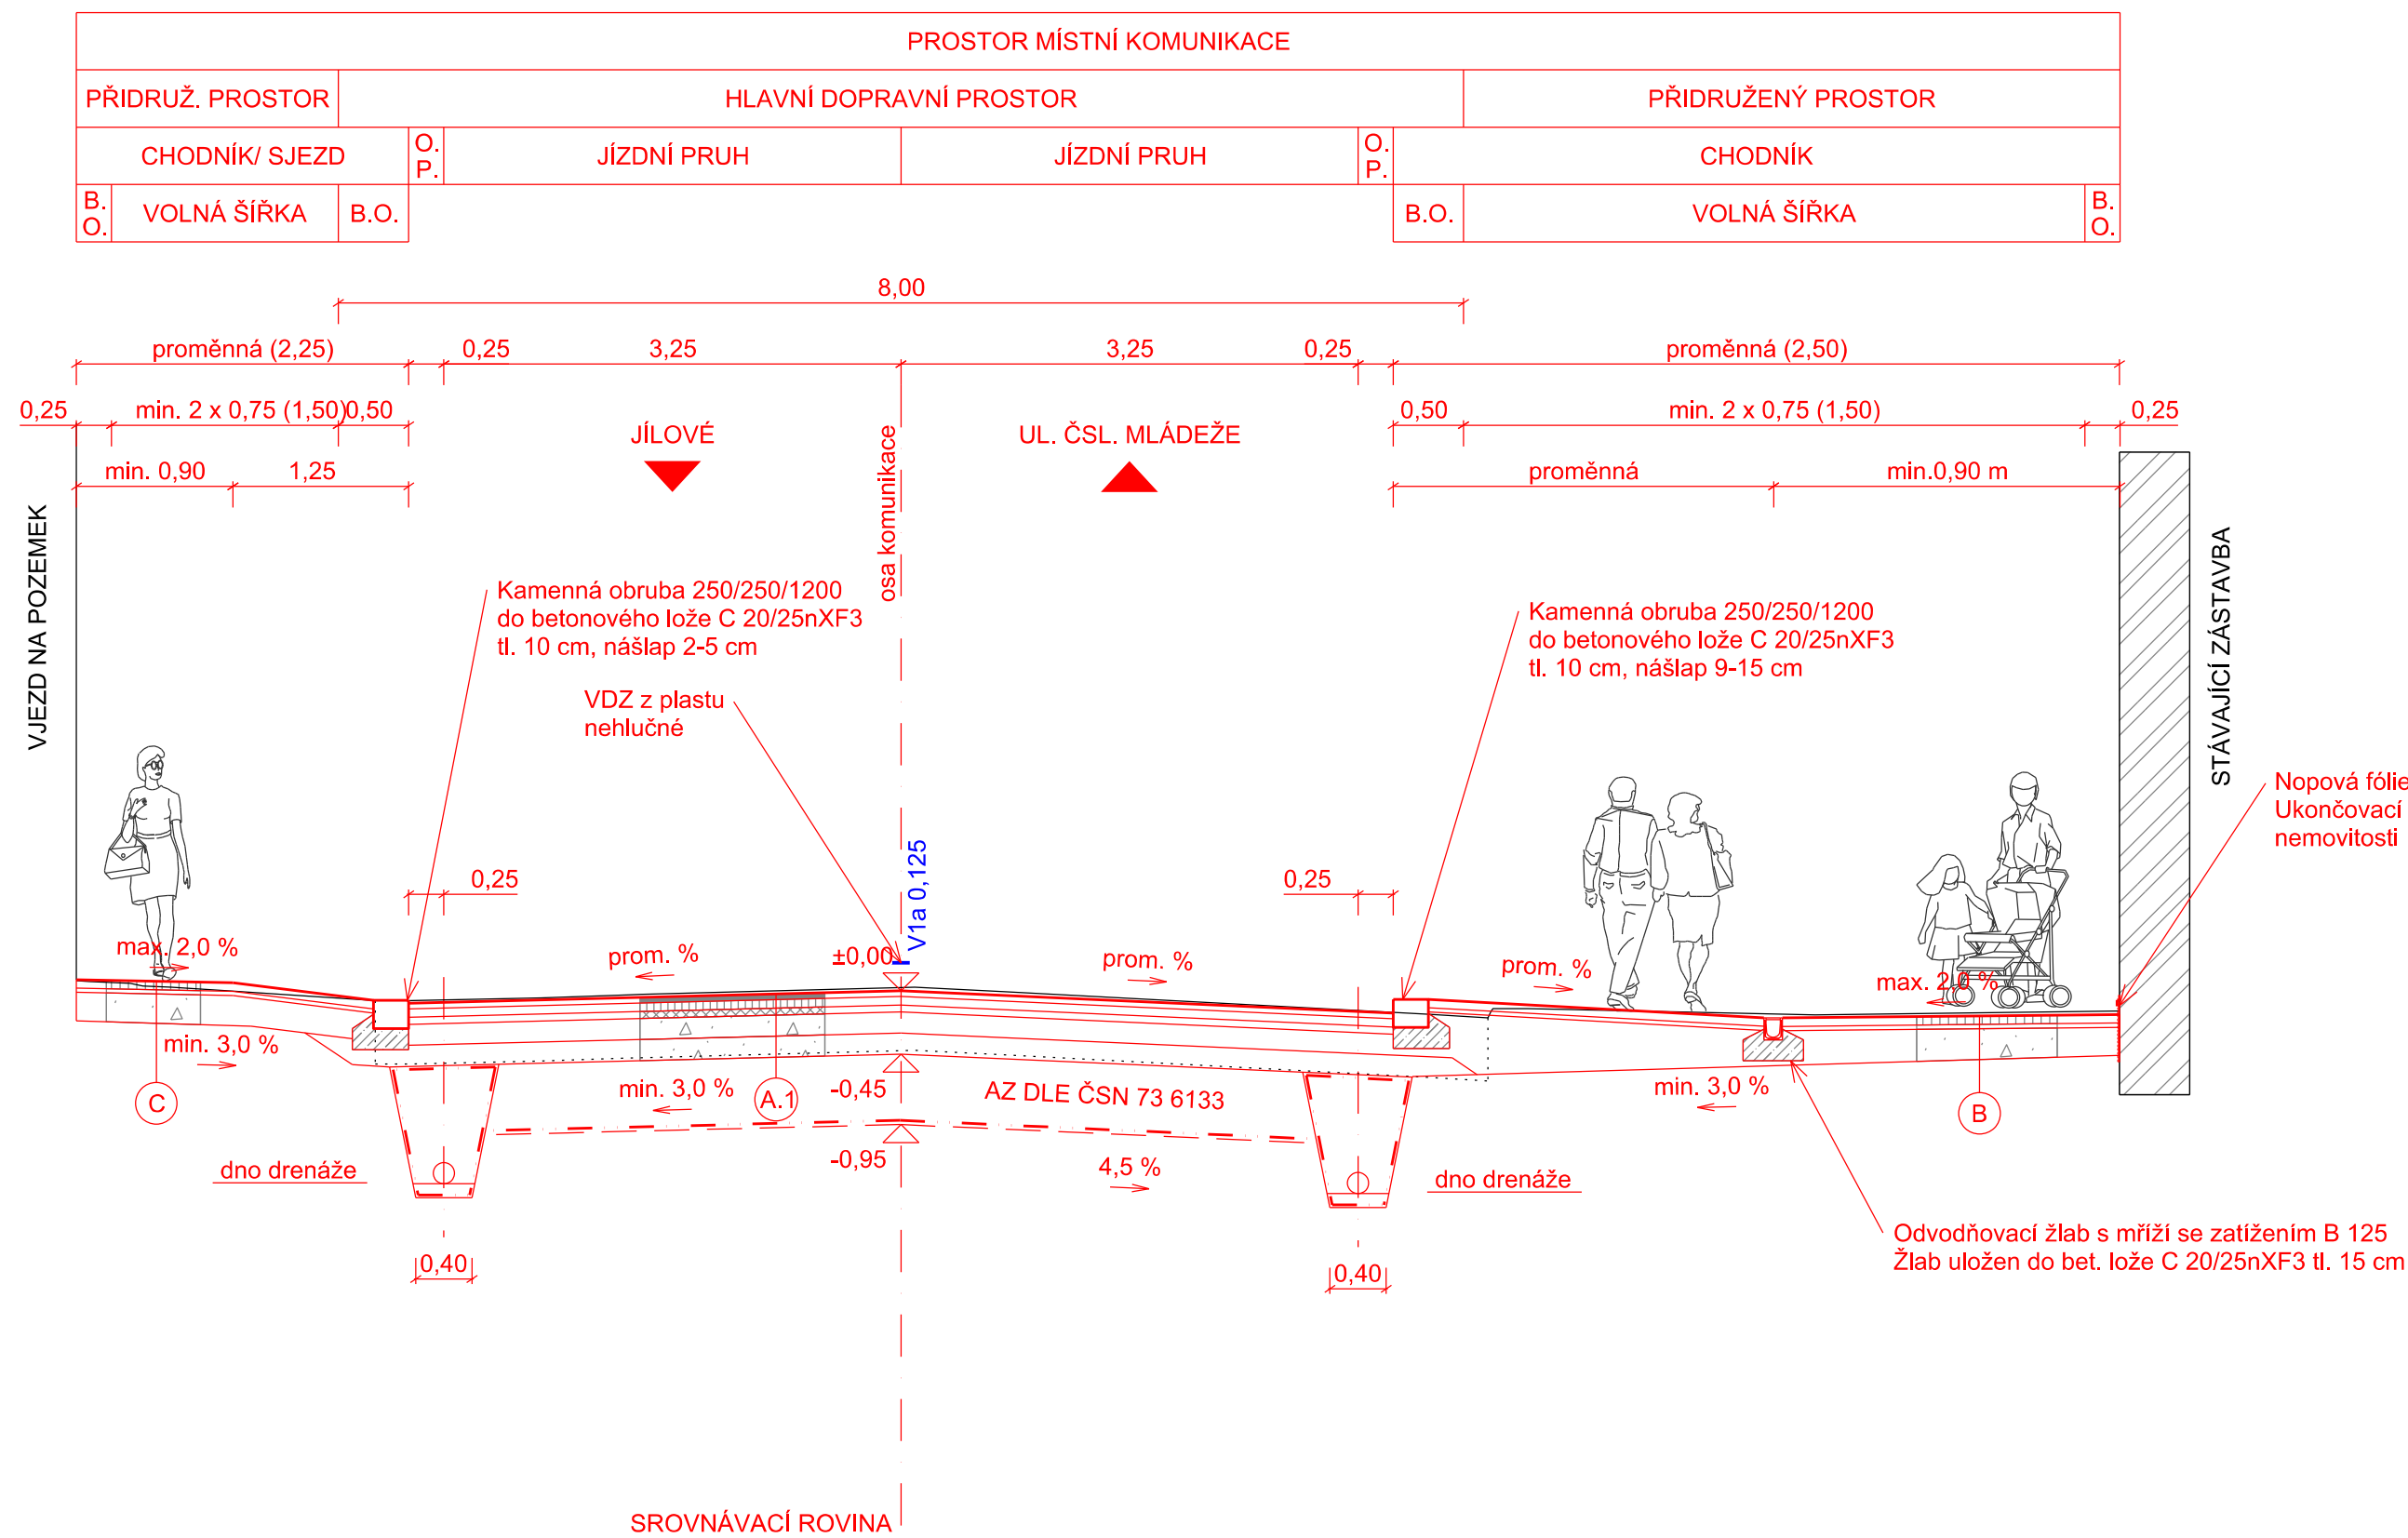 PROSTOR MÍSTNÍ KOMUNIKACE
PŘIDRUŽ. PROSTOR
HLAVNÍ DOPRAVNÍ PROSTOR
PŘIDRUŽENÝ PROSTOR
CHODNÍK/ SJEZD
O.
P.
JÍZDNÍ PRUH
JÍZDNÍ PRUH
O.
P.
CHODNÍK
B.
O.
VOLNÁ ŠÍŘKA
B.O.
B.O.
VOLNÁ ŠÍŘKA
B.
O.
8,00
proměnná (2,25)
0,25
3,25
3,25
0,25
proměnná (2,50)
0,25
min. 2 x 0,75 (1,50)
0,50
0,50
min. 2 x 0,75 (1,50)
0,25
JÍLOVÉ
UL. ČSL. MLÁDEŽE
min. 0,90
1,25
proměnná
min.0,90 m
osa komunikace
VJEZD NA POZEMEK
STÁVAJÍCÍ ZÁSTAVBA
Kamenná obruba 250/250/1200
do betonového lože C 20/25nXF3
tl. 10 cm, nášlap 2-5 cm
Kamenná obruba 250/250/1200
do betonového lože C 20/25nXF3
tl. 10 cm, nášlap 9-15 cm
VDZ z plastu
nehlučné
Nopová fólie
Ukončovací
nemovitosti
V1a 0,125
0,25
0,25
max. 2,0 %
prom. %
±0,00
prom. %
prom. %
max. 2,0 %
min. 3,0 %
min. 3,0 %
-0,45
AZ DLE ČSN 73 6133
min. 3,0 %
C
A.1
B
-0,95
4,5 %
dno drenáže
dno drenáže
Odvodňovací žlab s mříží se zatížením B 125
Žlab uložen do bet. lože C 20/25nXF3 tl. 15 cm
0,40
0,40
SROVNÁVACÍ ROVINA